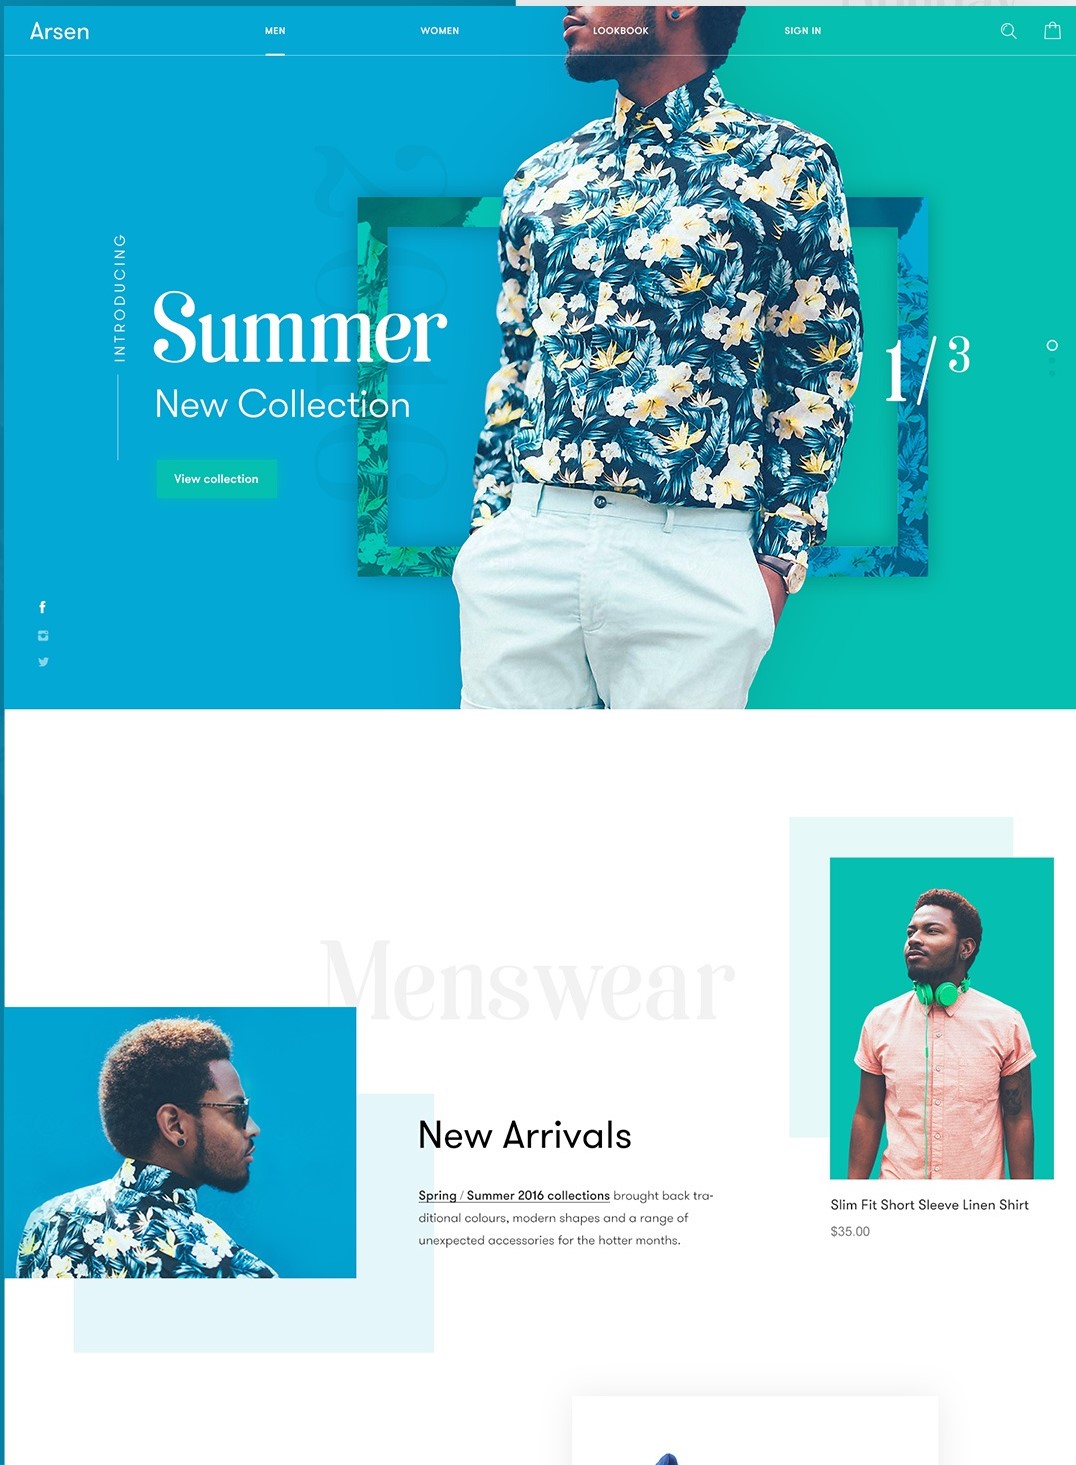 Arsen
MEN
WOMEN
LOOKBOOK
SIGN IN
INTRODUCING
Summer
New Collection
View collection
1/3
Menswear
New Arrivals
Spring / Summer 2016 collections brought back tra-
ditional colours, modern shapes and a range of
unexpected accessories for the hotter months.
Slim Fit Short Sleeve Linen Shirt
$35.00